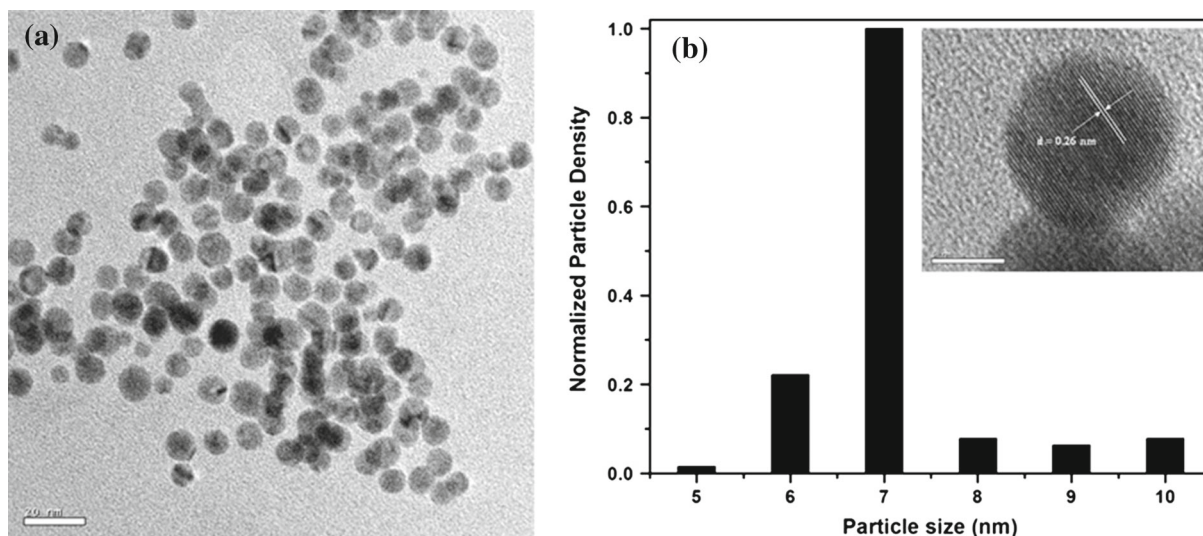 (a)
20 nm
(b)
Normalized Particle Density
1.0
0.8
0.6
0.4
0.2
0.0
5 6 7 8 9 10
Particle size (nm)
d = 0.26 nm